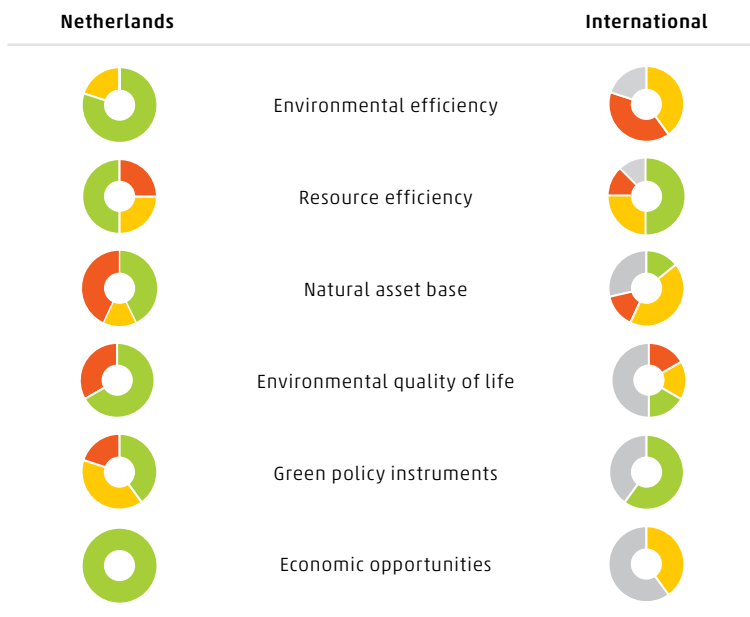 Netherlands
International
Environmental efficiency
Resource efficiency
Natural asset base
Environmental quality of life
Green policy instruments
Economic opportunities